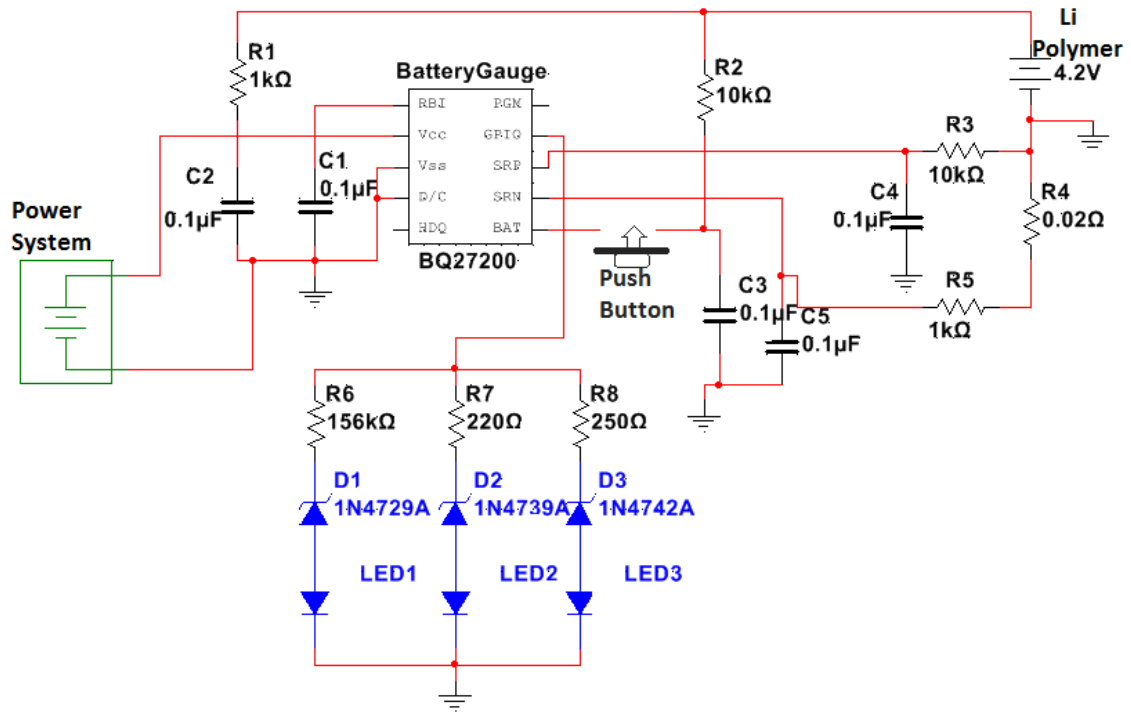 Li
Polymer
4.2V
R1
1kΩ
BatteryGauge
R2
10kΩ
RBI
PGM
Vcc
GPIO
Vss
SRP
D/C
SRN
HDQ
BAT
BQ27200
C2
0.1µF
C1
0.1µF
R3
10kΩ
C4
0.1µF
R4
0.02Ω
Power
System
Push
Button
C3
0.1µF
C5
0.1µF
R5
1kΩ
R6
156kΩ
R7
220Ω
R8
250Ω
D1
1N4729A
D2
1N4739A
D3
1N4742A
LED1
LED2
LED3